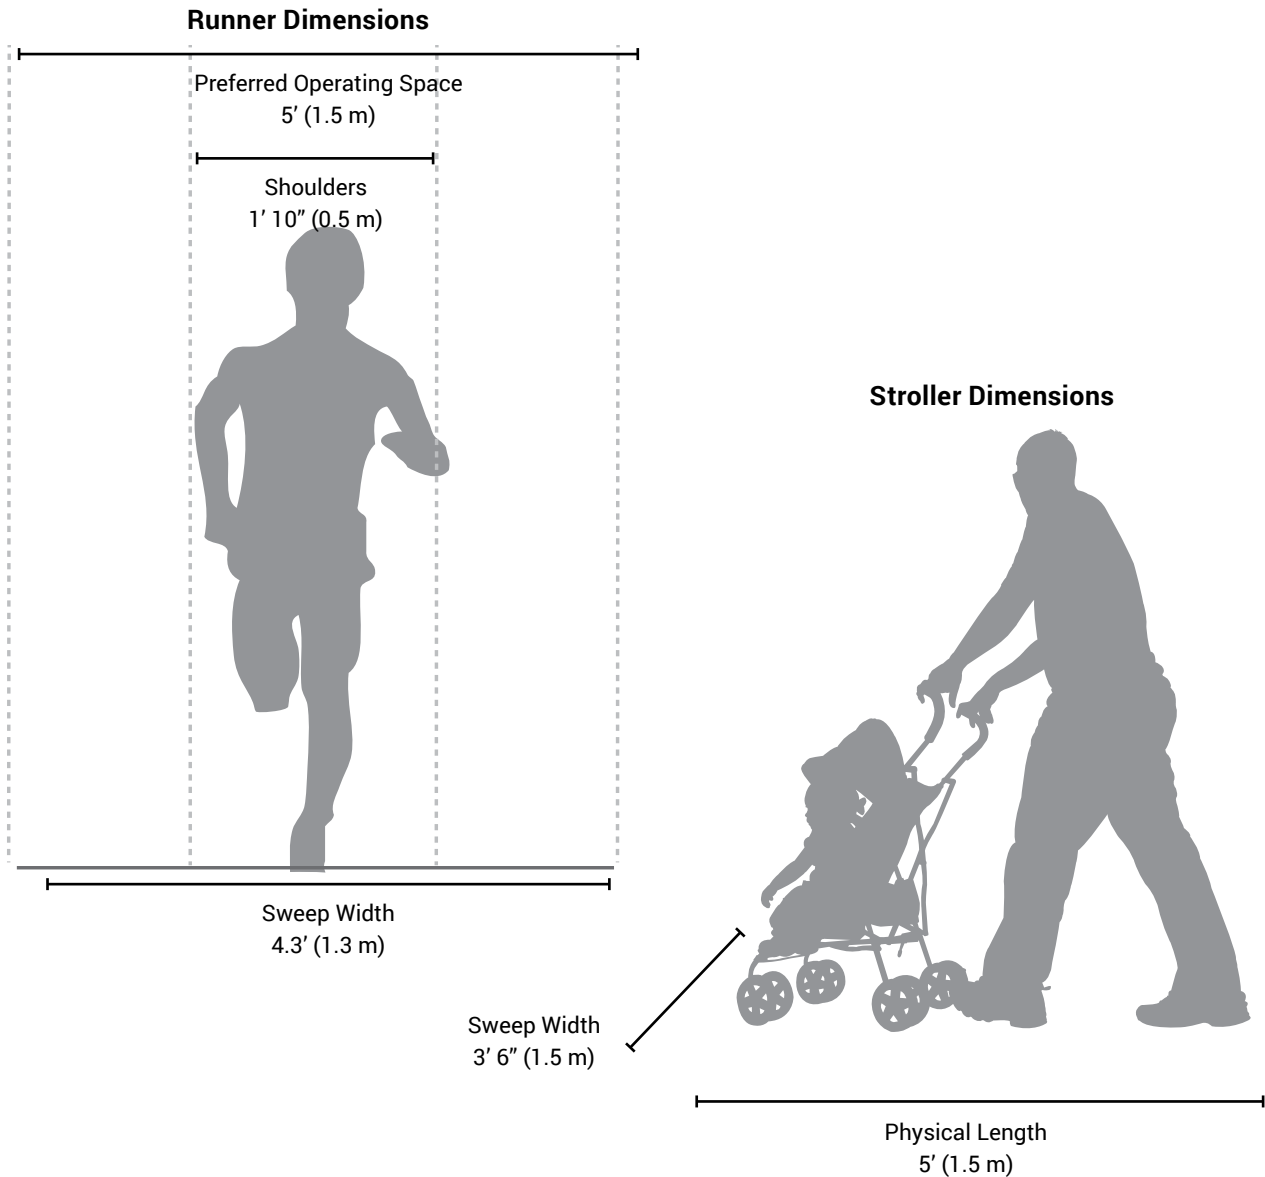 Runner Dimensions
Preferred Operating Space
5’ (1.5 m)
Shoulders
1’ 10” (0.5 m)
Sweep Width
4.3’ (1.3 m)
Stroller Dimensions
Sweep Width
3’ 6” (1.5 m)
Physical Length
5’ (1.5 m)